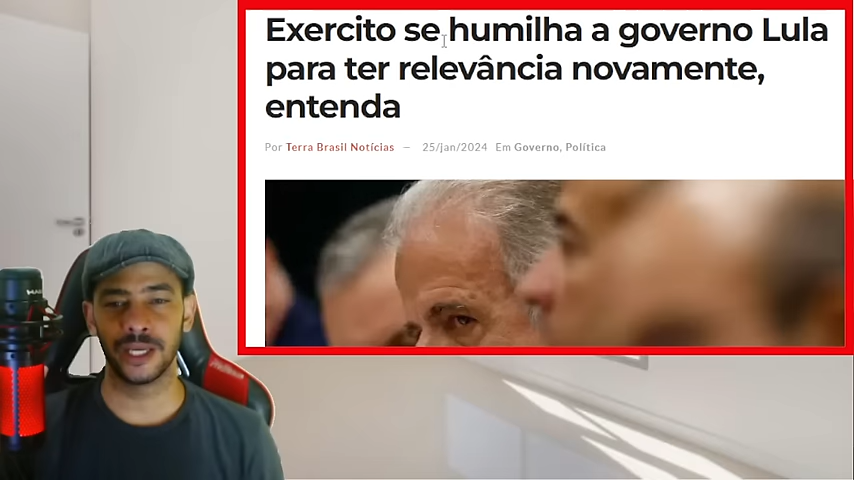 Exercito se humilha a governo Lula
para ter relevância novamente,
entenda
Por Terra Brasil Notícias — 25/jan/2024 Em Governo, Política